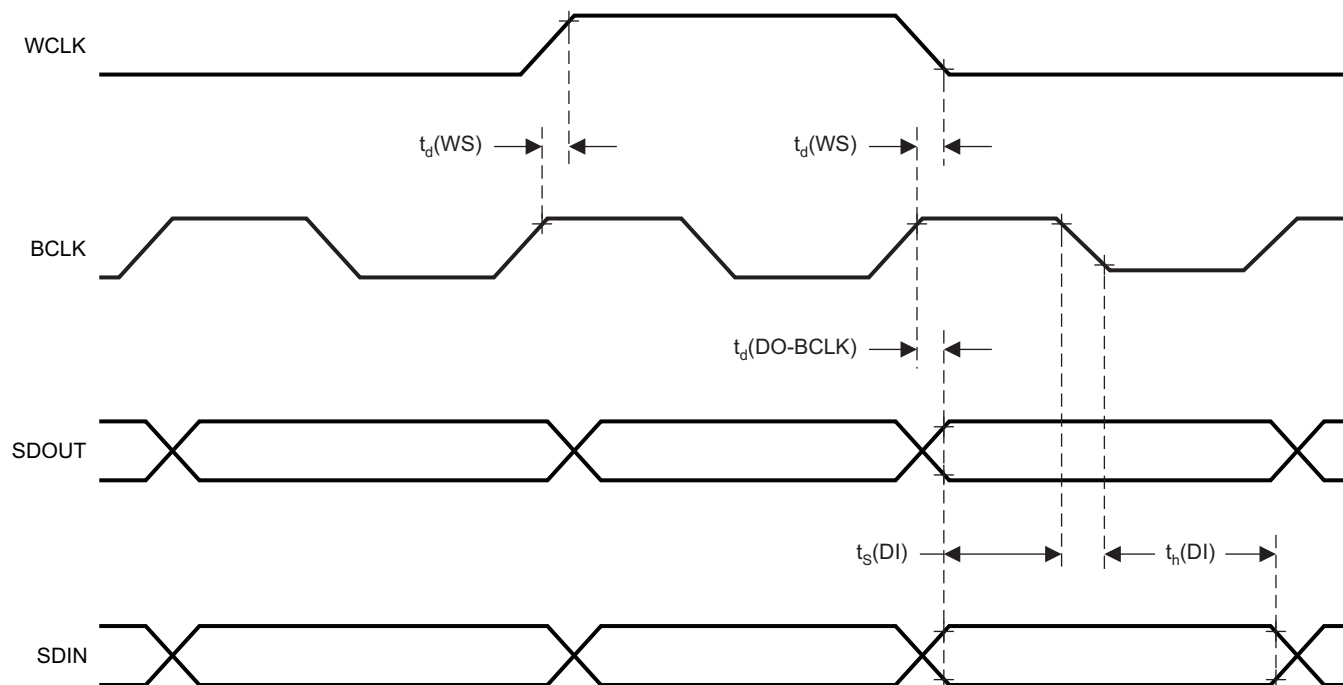 WCLK
td(WS) td(WS)
BCLK
td(DO-BCLK)
SDOUT
tS(DI) th(DI)
SDIN